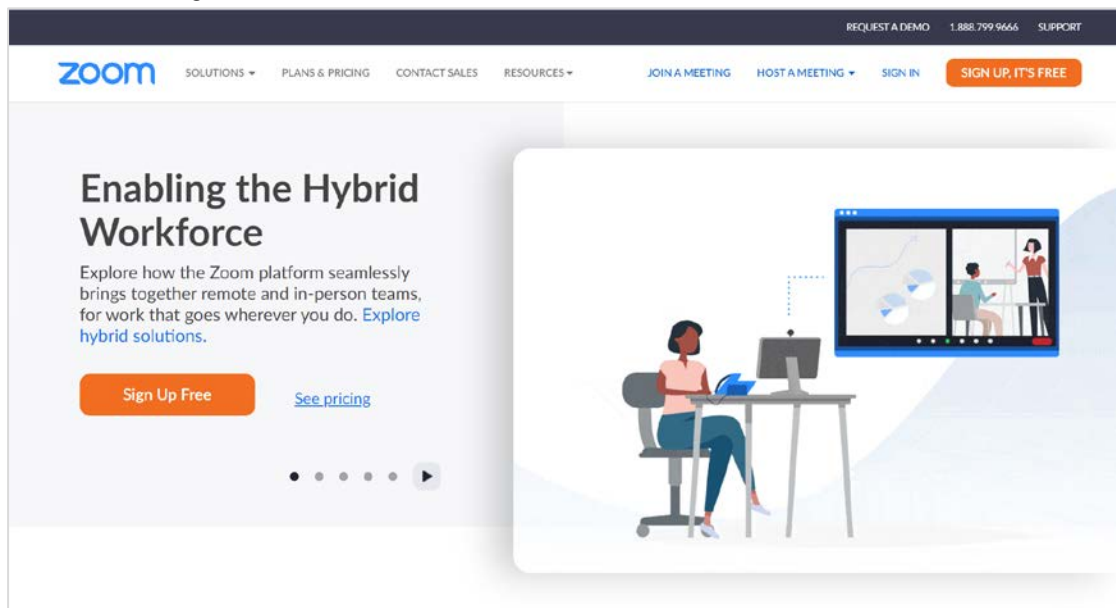 REQUEST A DEMO 1.888.799.9666 SUPPORT
zoom SOLUTIONS PLANS & PRICING CONTACT SALES RESOURCES JOIN A MEETING HOST A MEETING SIGN IN SIGN UP, IT'S FREE
Enabling the Hybrid
Workforce
Explore how the Zoom platform seamlessly
brings together remote and in-person teams,
for work that goes wherever you do. Explore
hybrid solutions.
Sign Up Free See pricing